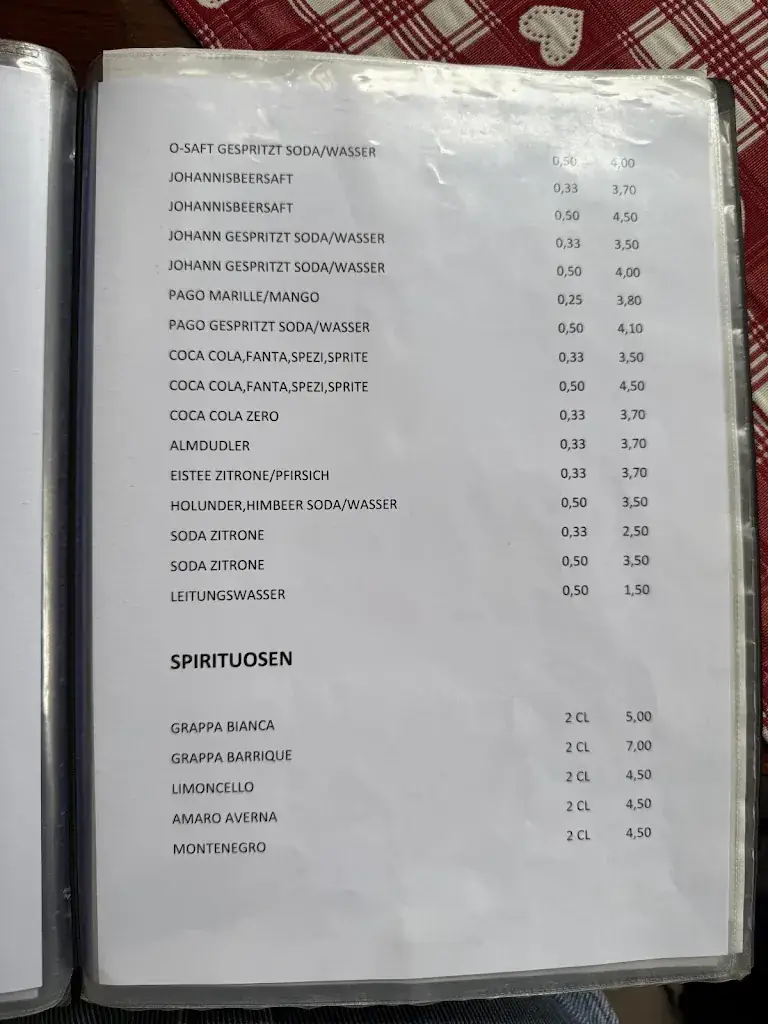 O-SAFT GESPRITZT SODA/WASSER 0,50 4,00
JOHANNISBEERSAFT 0,33 3,70
JOHANNISBEERSAFT 0,50 4,50
JOHANN GESPRITZT SODA/WASSER 0,33 3,50
JOHANN GESPRITZT SODA/WASSER 0,50 4,00
PAGO MARILLE/MANGO 0,25 3,80
PAGO GESPRITZT SODA/WASSER 0,50 4,10
COCA COLA,FANTA,SPEZI,SPRITE 0,33 3,50
COCA COLA,FANTA,SPEZI,SPRITE 0,50 4,50
COCA COLA ZERO 0,33 3,70
ALMDUDLER 0,33 3,70
EISTEE ZITRONE/PFIRSICH 0,33 3,70
HOLUNDER,HIMBEER SODA/WASSER 0,50 3,50
SODA ZITRONE 0,33 2,50
SODA ZITRONE 0,50 3,50
LEITUNGSWASSER 0,50 1,50
SPIRITUOSEN
GRAPPA BIANCA 2 CL 5,00
GRAPPA BARRIQUE 2 CL 7,00
LIMONCELLO 2 CL 4,50
AMARO AVERNA 2 CL 4,50
MONTENEGRO 2 CL 4,50